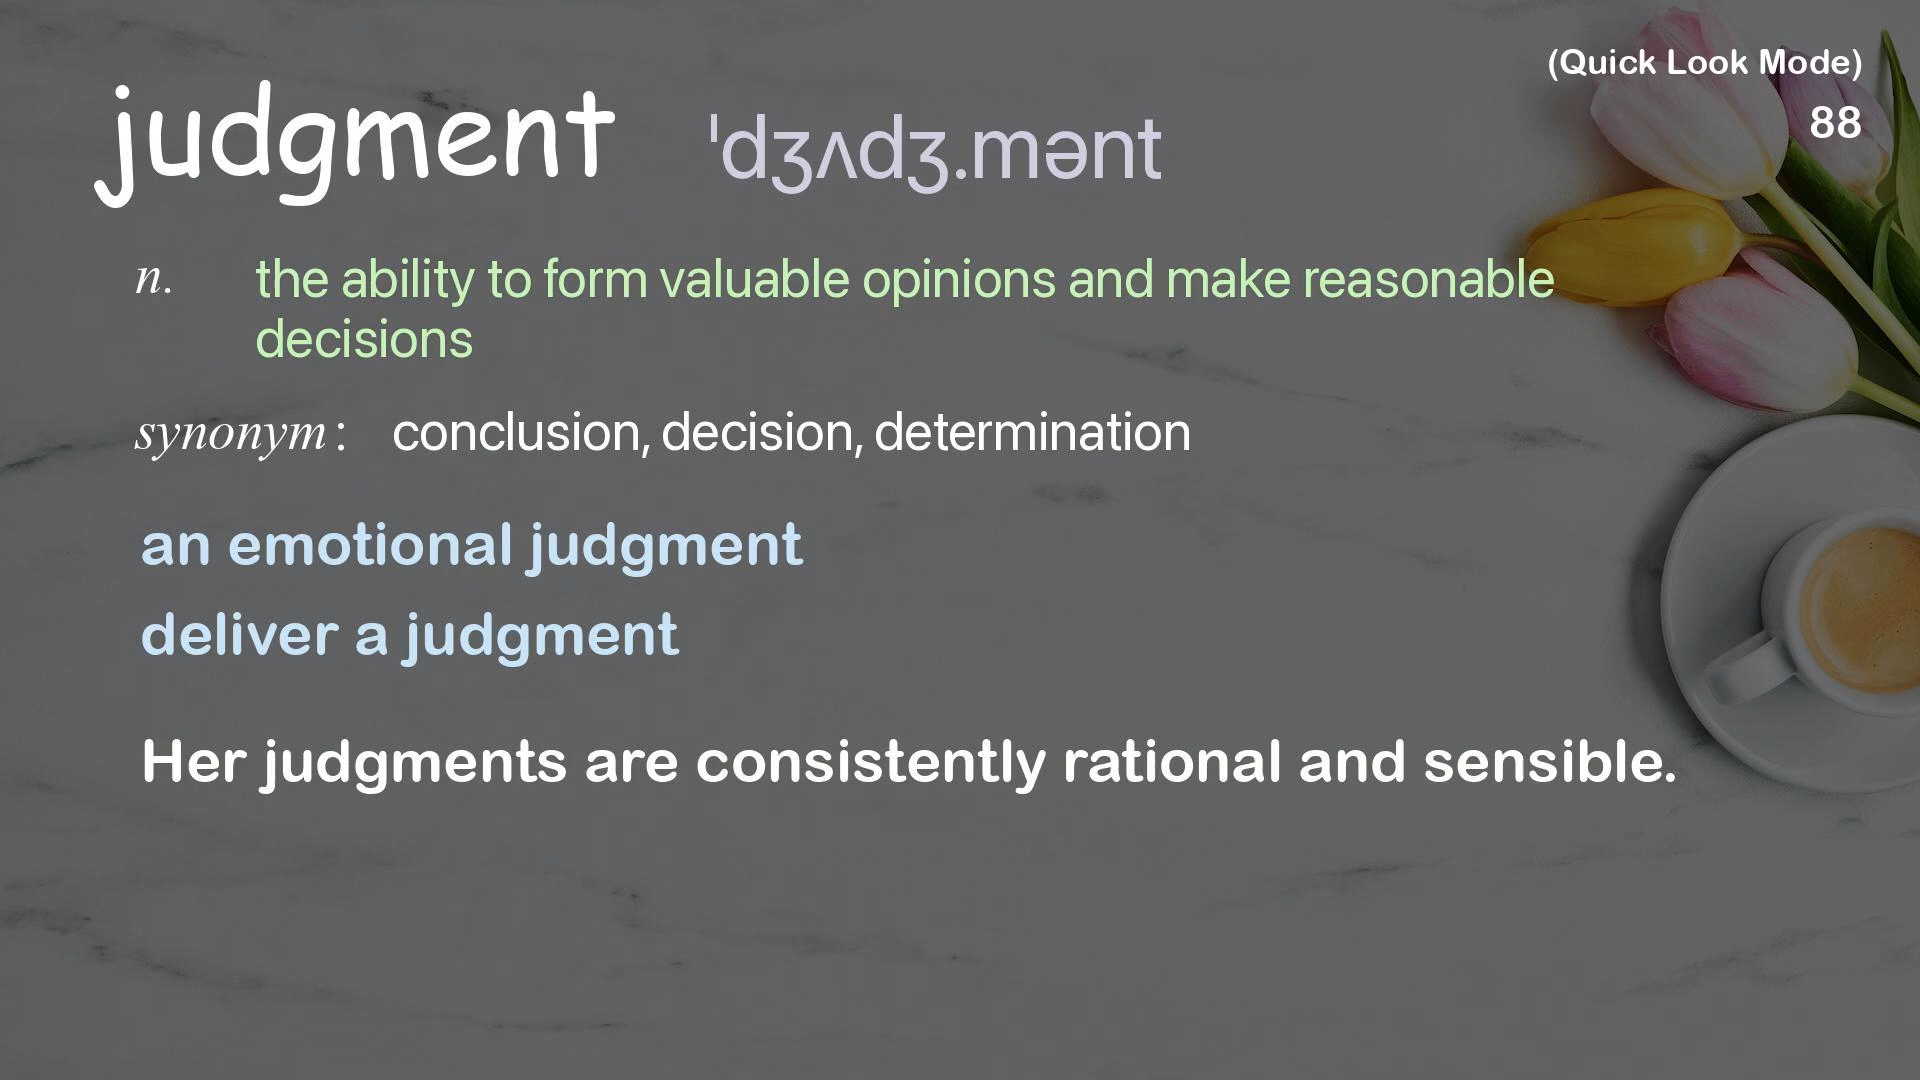 (Quick Look Mode)
88
judgment ˈdʒʌdʒ.mənt
n. the ability to form valuable opinions and make reasonable
decisions
synonym: conclusion, decision, determination
an emotional judgment
deliver a judgment
Her judgments are consistently rational and sensible.